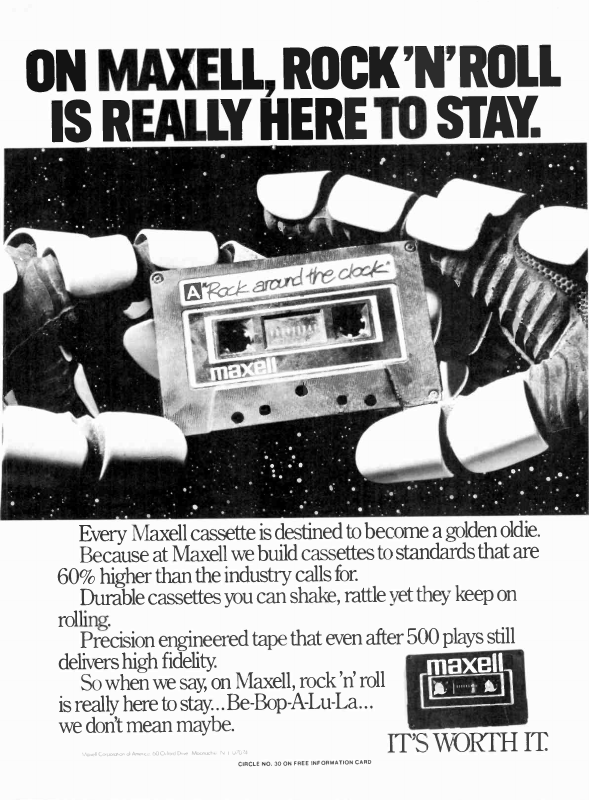 ON MAXELL, ROCK 'N' ROLL
IS REALLY HERE TO STAY.
A "Rock around the clock"
maxell
Every Maxell cassette is destined to become a golden oldie.
Because at Maxell we build cassettes to standards that are
60% higher than the industry calls for.
Durable cassettes you can shake, rattle yet they keep on
rolling.
Precision engineered tape that even after 500 plays still
delivers high fidelity.
So when we say, on Maxell, rock 'n' roll
is really here to stay...Be-Bop-A-Lu-La...
we don't mean maybe.
maxell
IT'S WORTH IT.
Maxell Corporation of America, 60 Oxford Drive, Moonachie, N.J. 07074
CIRCLE NO. 30 ON FREE INFORMATION CARD